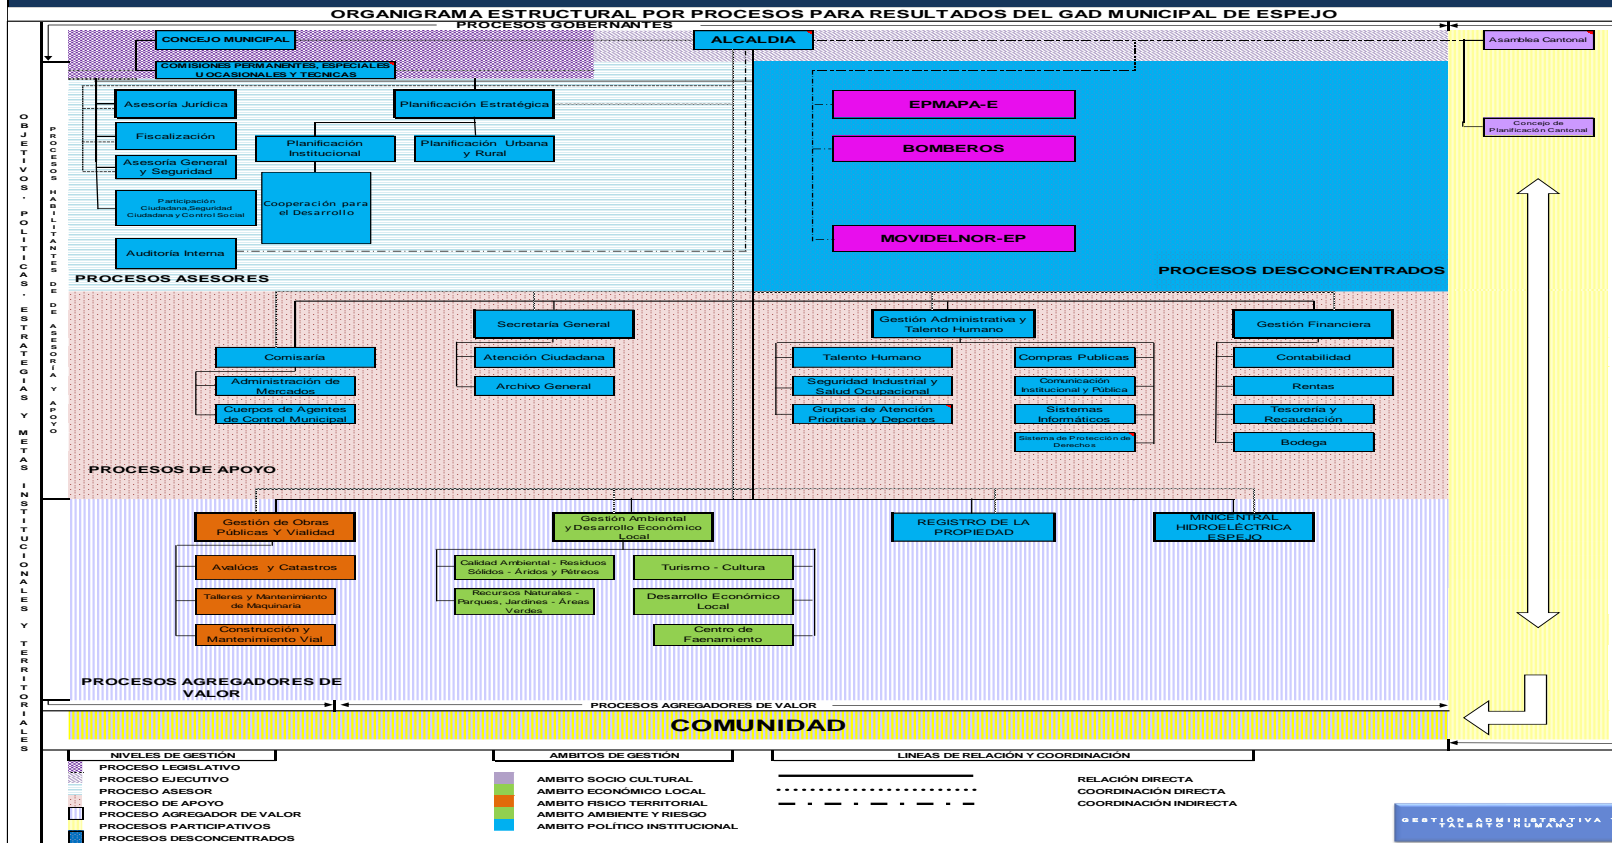 ORGANIGRAMA ESTRUCTURAL POR PROCESOS PARA RESULTADOS DEL GAD MUNICIPAL DE ESPEJO
PROCESOS GOBERNANTES
CONCEJO MUNICIPAL
ALCALDIA
Asamblea Cantonal
COMISIONES PERMANENTES, ESPECIALES
U OCASIONALES Y TECNICAS
Asesoría Jurídica
Planificación Estratégica
EPMAPA-E
Concejo de
Planificación Cantonal
Fiscalización
Planificación
Institucional
Planificación Urbana
y Rural
BOMBEROS
Asesoría General
y Seguridad
Participación
Ciudadana,Seguridad
Ciudadana y Control Social
Cooperación para
el Desarrollo
Auditoría Interna
MOVIDELNOR-EP
PROCESOS ASESORES
PROCESOS DESCONCENTRADOS
OBJETIVOS, POLITICAS, ESTRATEGIAS Y METAS INSTITUCIONALES Y TERRITORIALES
PROCESOS HABILITANTES DE DE ASESORÍA Y APOYO
Secretaría General
Gestión Administrativa y
Talento Humano
Gestión Financiera
Comisaría
Atención Ciudadana
Talento Humano
Compras Publicas
Contabilidad
Administración de
Mercados
Archivo General
Seguridad Industrial y
Salud Ocupacional
Comunicación
Institucional y Pública
Rentas
Cuerpos de Agentes
de Control Municipal
Grupos de Atención
Prioritaria y Deportes
Sistemas
Informáticos
Tesorería y
Recaudación
Sistema de Protección de
Derechos
Bodega
PROCESOS DE APOYO
Gestión de Obras
Públicas Y Vialidad
Gestión Ambiental
y Desarrollo Económico
Local
REGISTRO DE LA
PROPIEDAD
MINICENTRAL
HIDROELÉCTRICA
ESPEJO
Avalúos y Catastros
Calidad Ambiental - Residuos
Sólidos - Áridos y Pétreos
Turismo - Cultura
Talleres y Mantenimiento
de Maquinaria
Recursos Naturales -
Parques, Jardines - Áreas
Verdes
Desarrollo Económico
Local
Construcción y
Mantenimiento Vial
Centro de
Faenamiento
PROCESOS AGREGADORES DE
VALOR
PROCESOS AGREGADORES DE VALOR
COMUNIDAD
NIVELES DE GESTIÓN
PROCESO LEGISLATIVO
PROCESO EJECUTIVO
PROCESO ASESOR
PROCESO DE APOYO
PROCESO AGREGADOR DE VALOR
PROCESOS PARTICIPATIVOS
PROCESOS DESCONCENTRADOS
AMBITOS DE GESTIÓN
AMBITO SOCIO CULTURAL
AMBITO ECONÓMICO LOCAL
AMBITO FISICO TERRITORIAL
AMBITO AMBIENTE Y RIESGO
AMBITO POLÍTICO INSTITUCIONAL
LINEAS DE RELACIÓN Y COORDINACIÓN
RELACIÓN DIRECTA
COORDINACIÓN DIRECTA
COORDINACIÓN INDIRECTA
GESTIÓN ADMINISTRATIVA Y
TALENTO HUMANO